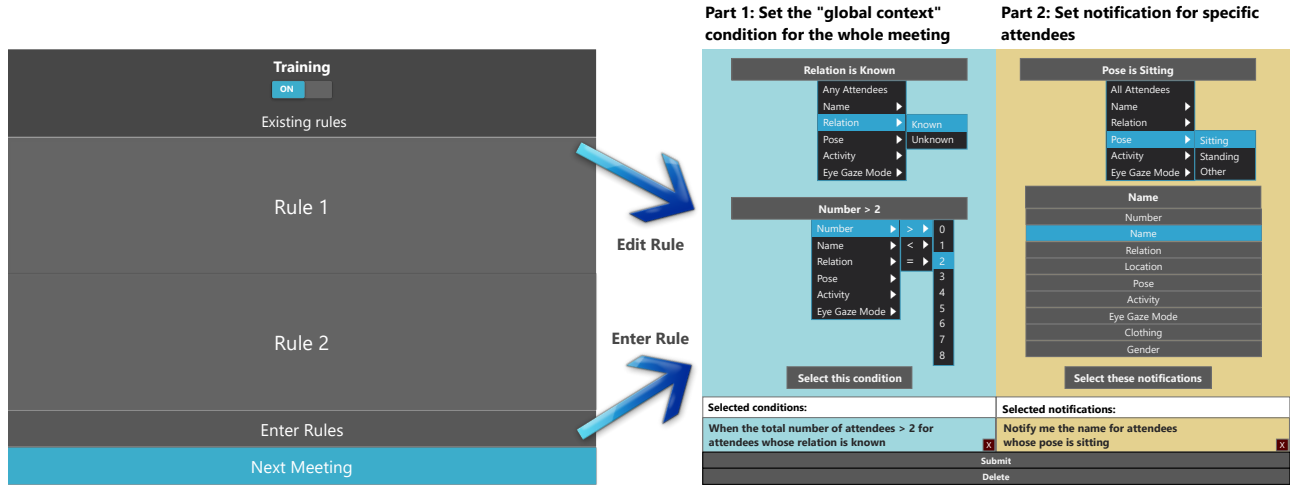 Training
ON
Existing rules
Rule 1
Rule 2
Enter Rules
Next Meeting
Edit Rule
Enter Rule
Part 1: Set the "global context"
condition for the whole meeting
Relation is Known
Any Attendees
Name
Relation
Known
Pose
Unknown
Activity
Eye Gaze Mode
Number > 2
Number > 0
Name < 1
Relation = 2
Pose 3
Activity 4
Eye Gaze Mode 5
6
7
8
Select this condition
Selected conditions:
When the total number of attendees > 2 for
attendees whose relation is known
X
Part 2: Set notification for specific
attendees
Pose is Sitting
All Attendees
Name
Relation
Pose
Sitting
Activity
Standing
Eye Gaze Mode
Other
Name
Number
Name
Relation
Location
Pose
Activity
Eye Gaze Mode
Clothing
Gender
Select these notifications
Selected notifications:
Notify me the name for attendees
whose pose is sitting
X
Submit
Delete